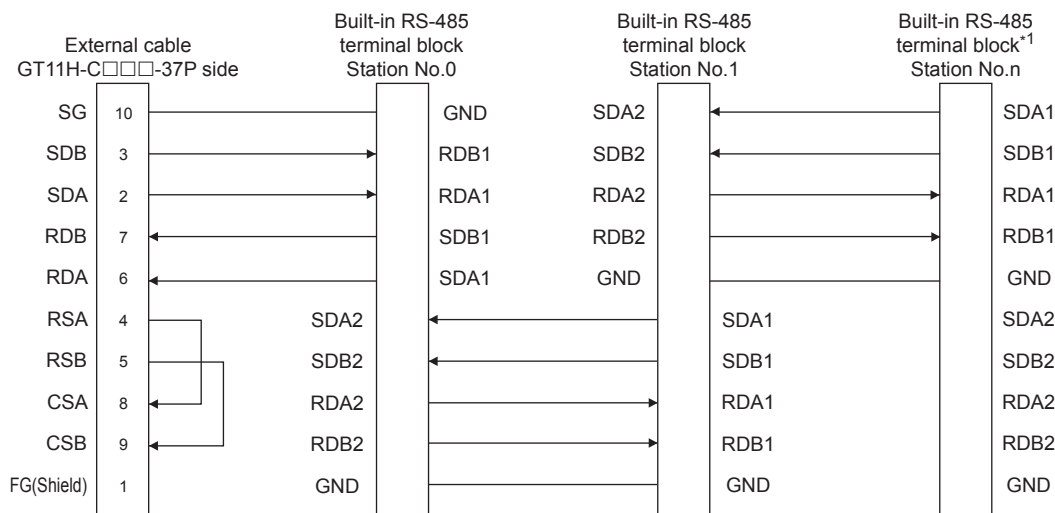 External cable
GT11H-C□□□-37P side
Built-in RS-485
terminal block
Station No.0
Built-in RS-485
terminal block
Station No.1
Built-in RS-485
terminal block*1
Station No.n
SG 10 GND SDA2 SDA1
SDB 3 RDB1 SDB2 SDB1
SDA 2 RDA1 RDA2 RDA1
RDB 7 SDB1 RDB2 RDB1
RDA 6 SDA1 GND GND
RSA 4 SDA2 SDA1 SDA2
RSB 5 SDB2 SDB1 SDB2
CSA 8 RDA2 RDA1 RDA2
CSB 9 RDB2 RDB1 RDB2
FG(Shield) 1 GND GND GND